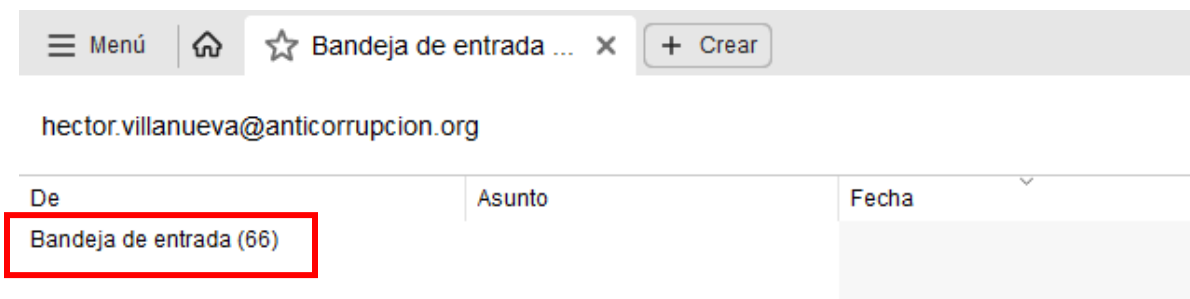 Menú Bandeja de entrada ... + Crear
hector.villanueva@anticorrupcion.org
De Asunto Fecha
Bandeja de entrada (66)